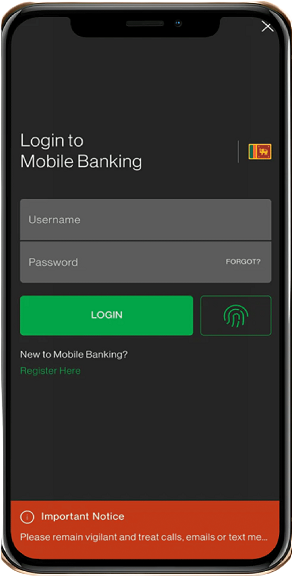 Login to
Mobile Banking
Username
Password FORGOT?
LOGIN
New to Mobile Banking?
Register Here
Important Notice
Please remain vigilant and treat calls, emails or text me...